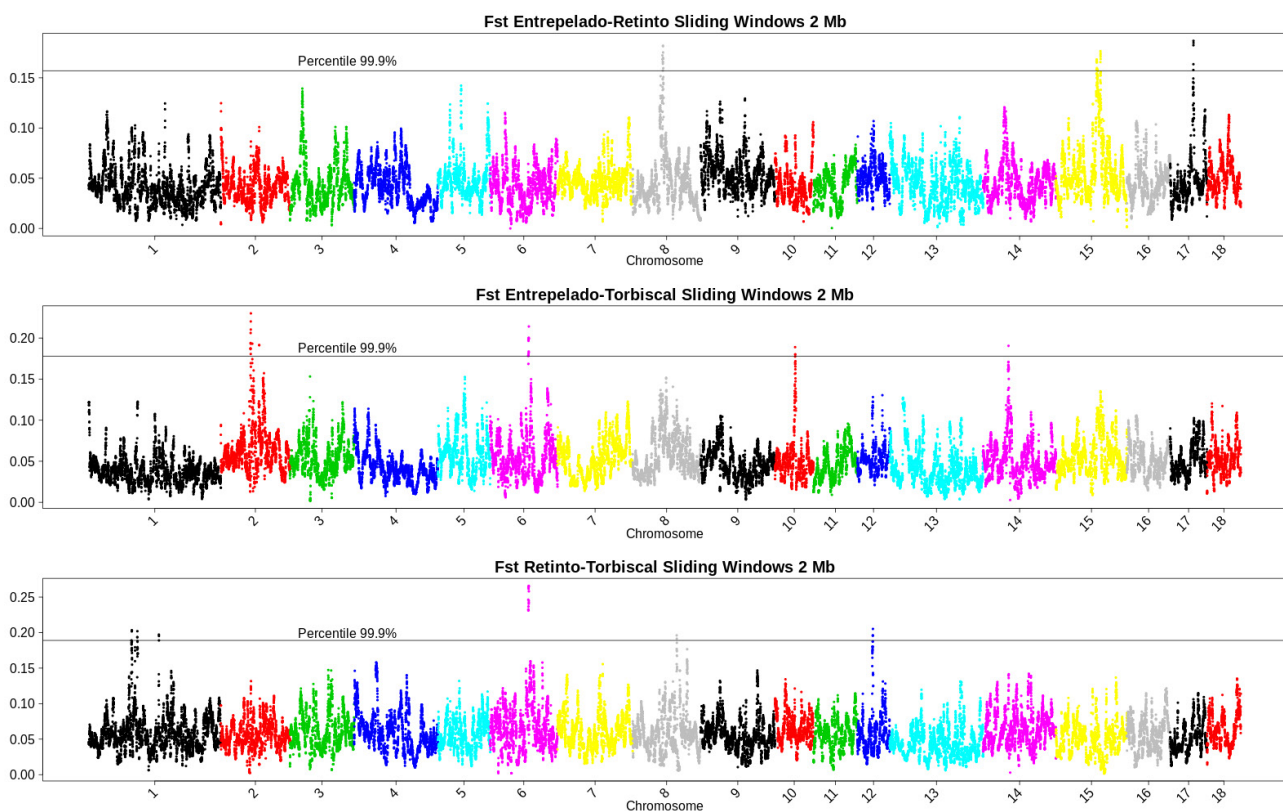 Fst Entrepelado-Retinto Sliding Windows 2 Mb
Percentile 99.9%
0.15
0.10
0.05
0.00
1 2 3 4 5 6 7 8 9 10 11 12 13 14 15 16 17 18
Chromosome
Fst Entrepelado-Torbiscal Sliding Windows 2 Mb
0.20
Percentile 99.9%
0.15
0.10
0.05
0.00
1 2 3 4 5 6 7 8 9 10 11 12 13 14 15 16 17 18
Chromosome
Fst Retinto-Torbiscal Sliding Windows 2 Mb
0.25
0.20
Percentile 99.9%
0.15
0.10
0.05
0.00
1 2 3 4 5 6 7 8 9 10 11 12 13 14 15 16 17 18
Chromosome